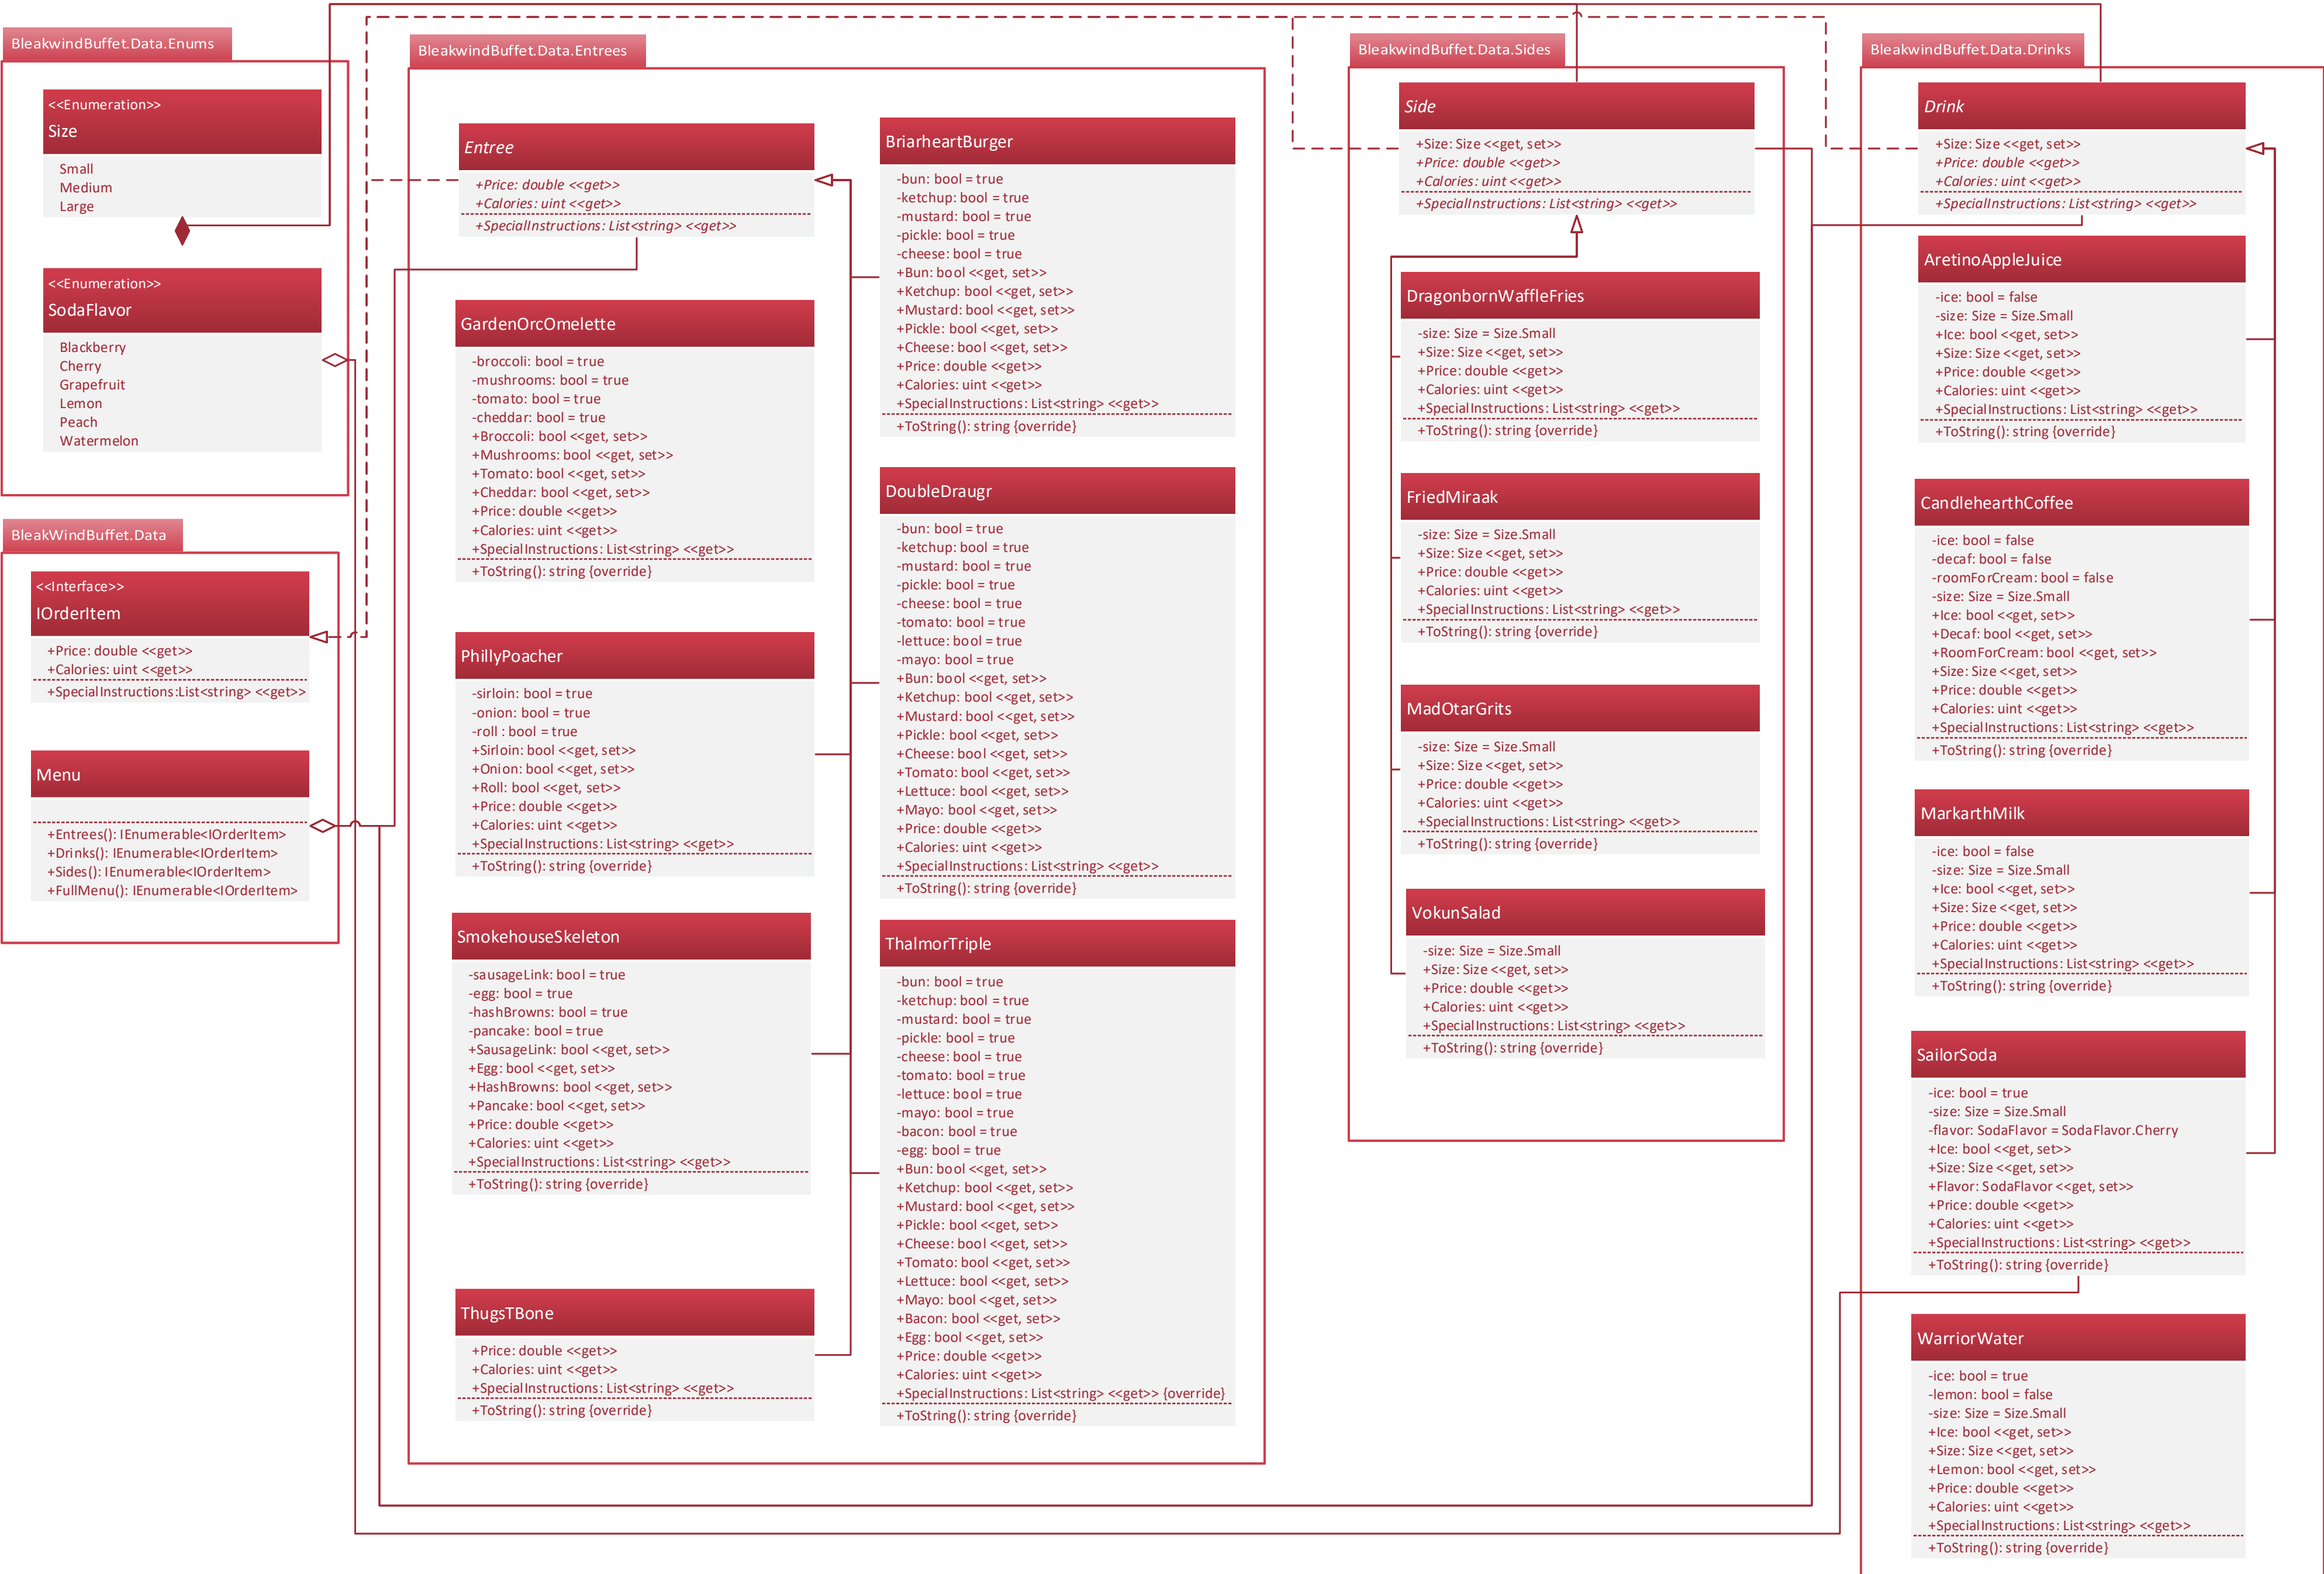 BleakwindBuffet.Data.Enums
<<Enumeration>>
Size
Small
Medium
Large
<<Enumeration>>
SodaFlavor
Blackberry
Cherry
Grapefruit
Lemon
Peach
Watermelon
BleakWindBuffet.Data
<<Interface>>
IOrderItem
+Price: double <<get>>
+Calories: uint <<get>>
+SpecialInstructions:List<string> <<get>>
Menu
+Entrees(): IEnumerable<IOrderItem>
+Drinks(): IEnumerable<IOrderItem>
+Sides(): IEnumerable<IOrderItem>
+FullMenu(): IEnumerable<IOrderItem>
BleakwindBuffet.Data.Entrees
Entree
+Price: double <<get>>
+Calories: uint <<get>>
+SpecialInstructions: List<string> <<get>>
GardenOrcOmelette
-broccoli: bool = true
-mushrooms: bool = true
-tomato: bool = true
-cheddar: bool = true
+Broccoli: bool <<get, set>>
+Mushrooms: bool <<get, set>>
+Tomato: bool <<get, set>>
+Cheddar: bool <<get, set>>
+Price: double <<get>>
+Calories: uint <<get>>
+SpecialInstructions: List<string> <<get>>
+ToString(): string {override}
PhillyPoacher
-sirloin: bool = true
-onion: bool = true
-roll : bool = true
+Sirloin: bool <<get, set>>
+Onion: bool <<get, set>>
+Roll: bool <<get, set>>
+Price: double <<get>>
+Calories: uint <<get>>
+SpecialInstructions: List<string> <<get>>
+ToString(): string {override}
SmokehouseSkeleton
-sausageLink: bool = true
-egg: bool = true
-hashBrowns: bool = true
-pancake: bool = true
+SausageLink: bool <<get, set>>
+Egg: bool <<get, set>>
+HashBrowns: bool <<get, set>>
+Pancake: bool <<get, set>>
+Price: double <<get>>
+Calories: uint <<get>>
+SpecialInstructions: List<string> <<get>>
+ToString(): string {override}
ThugsTBone
+Price: double <<get>>
+Calories: uint <<get>>
+SpecialInstructions: List<string> <<get>>
+ToString(): string {override}
BriarheartBurger
-bun: bool = true
-ketchup: bool = true
-mustard: bool = true
-pickle: bool = true
-cheese: bool = true
+Bun: bool <<get, set>>
+Ketchup: bool <<get, set>>
+Mustard: bool <<get, set>>
+Pickle: bool <<get, set>>
+Cheese: bool <<get, set>>
+Price: double <<get>>
+Calories: uint <<get>>
+SpecialInstructions: List<string> <<get>>
+ToString(): string {override}
DoubleDraugr
-bun: bool = true
-ketchup: bool = true
-mustard: bool = true
-pickle: bool = true
-cheese: bool = true
-tomato: bool = true
-lettuce: bool = true
-mayo: bool = true
+Bun: bool <<get, set>>
+Ketchup: bool <<get, set>>
+Mustard: bool <<get, set>>
+Pickle: bool <<get, set>>
+Cheese: bool <<get, set>>
+Tomato: bool <<get, set>>
+Lettuce: bool <<get, set>>
+Mayo: bool <<get, set>>
+Price: double <<get>>
+Calories: uint <<get>>
+SpecialInstructions: List<string> <<get>>
+ToString(): string {override}
ThalmorTriple
-bun: bool = true
-ketchup: bool = true
-mustard: bool = true
-pickle: bool = true
-cheese: bool = true
-tomato: bool = true
-lettuce: bool = true
-mayo: bool = true
-bacon: bool = true
-egg: bool = true
+Bun: bool <<get, set>>
+Ketchup: bool <<get, set>>
+Mustard: bool <<get, set>>
+Pickle: bool <<get, set>>
+Cheese: bool <<get, set>>
+Tomato: bool <<get, set>>
+Lettuce: bool <<get, set>>
+Mayo: bool <<get, set>>
+Bacon: bool <<get, set>>
+Egg: bool <<get, set>>
+Price: double <<get>>
+Calories: uint <<get>>
+SpecialInstructions: List<string> <<get>> {override}
+ToString(): string {override}
BleakwindBuffet.Data.Sides
Side
+Size: Size <<get, set>>
+Price: double <<get>>
+Calories: uint <<get>>
+SpecialInstructions: List<string> <<get>>
DragonbornWaffleFries
-size: Size = Size.Small
+Size: Size <<get, set>>
+Price: double <<get>>
+Calories: uint <<get>>
+SpecialInstructions: List<string> <<get>>
+ToString(): string {override}
FriedMiraak
-size: Size = Size.Small
+Size: Size <<get, set>>
+Price: double <<get>>
+Calories: uint <<get>>
+SpecialInstructions: List<string> <<get>>
+ToString(): string {override}
MadOtarGrits
-size: Size = Size.Small
+Size: Size <<get, set>>
+Price: double <<get>>
+Calories: uint <<get>>
+SpecialInstructions: List<string> <<get>>
+ToString(): string {override}
VokunSalad
-size: Size = Size.Small
+Size: Size <<get, set>>
+Price: double <<get>>
+Calories: uint <<get>>
+SpecialInstructions: List<string> <<get>>
+ToString(): string {override}
BleakwindBuffet.Data.Drinks
Drink
+Size: Size <<get, set>>
+Price: double <<get>>
+Calories: uint <<get>>
+SpecialInstructions: List<string> <<get>>
AretinoAppleJuice
-ice: bool = false
-size: Size = Size.Small
+Ice: bool <<get, set>>
+Size: Size <<get, set>>
+Price: double <<get>>
+Calories: uint <<get>>
+SpecialInstructions: List<string> <<get>>
+ToString(): string {override}
CandlehearthCoffee
-ice: bool = false
-decaf: bool = false
-roomForCream: bool = false
-size: Size = Size.Small
+Ice: bool <<get, set>>
+Decaf: bool <<get, set>>
+RoomForCream: bool <<get, set>>
+Size: Size <<get, set>>
+Price: double <<get>>
+Calories: uint <<get>>
+SpecialInstructions: List<string> <<get>>
+ToString(): string {override}
MarkarthMilk
-ice: bool = false
-size: Size = Size.Small
+Ice: bool <<get, set>>
+Size: Size <<get, set>>
+Price: double <<get>>
+Calories: uint <<get>>
+SpecialInstructions: List<string> <<get>>
+ToString(): string {override}
SailorSoda
-ice: bool = true
-size: Size = Size.Small
-flavor: SodaFlavor = SodaFlavor.Cherry
+Ice: bool <<get, set>>
+Size: Size <<get, set>>
+Flavor: SodaFlavor <<get, set>>
+Price: double <<get>>
+Calories: uint <<get>>
+SpecialInstructions: List<string> <<get>>
+ToString(): string {override}
WarriorWater
-ice: bool = true
-lemon: bool = false
-size: Size = Size.Small
+Ice: bool <<get, set>>
+Size: Size <<get, set>>
+Lemon: bool <<get, set>>
+Price: double <<get>>
+Calories: uint <<get>>
+SpecialInstructions: List<string> <<get>>
+ToString(): string {override}